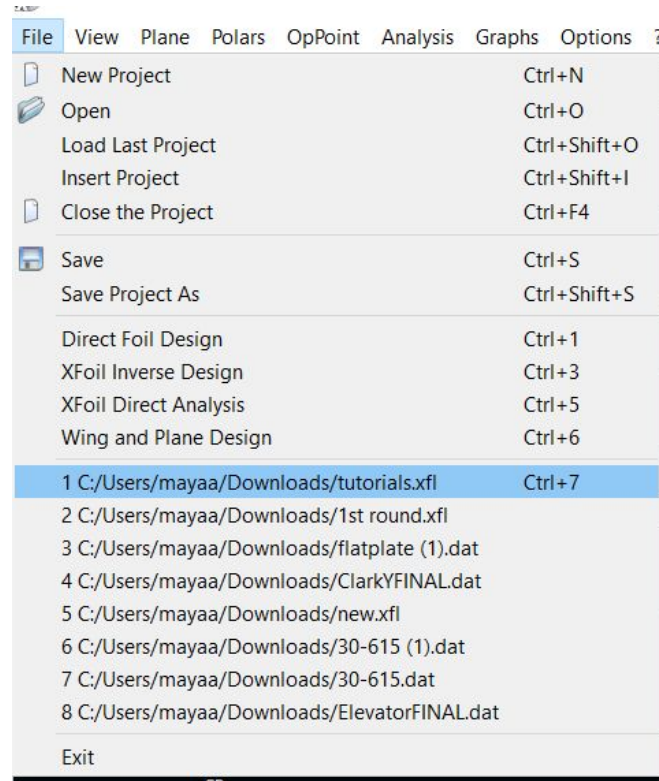 File View Plane Polars OpPoint Analysis Graphs Options ?
New Project Ctrl+N
Open Ctrl+O
Load Last Project Ctrl+Shift+O
Insert Project Ctrl+Shift+I
Close the Project Ctrl+F4
Save Ctrl+S
Save Project As Ctrl+Shift+S
Direct Foil Design Ctrl+1
XFoil Inverse Design Ctrl+3
XFoil Direct Analysis Ctrl+5
Wing and Plane Design Ctrl+6
1 C:/Users/mayaa/Downloads/tutorials.xfl Ctrl+7
2 C:/Users/mayaa/Downloads/1st round.xfl
3 C:/Users/mayaa/Downloads/flatplate (1).dat
4 C:/Users/mayaa/Downloads/ClarkYFINAL.dat
5 C:/Users/mayaa/Downloads/new.xfl
6 C:/Users/mayaa/Downloads/30-615 (1).dat
7 C:/Users/mayaa/Downloads/30-615.dat
8 C:/Users/mayaa/Downloads/ElevatorFINAL.dat
Exit